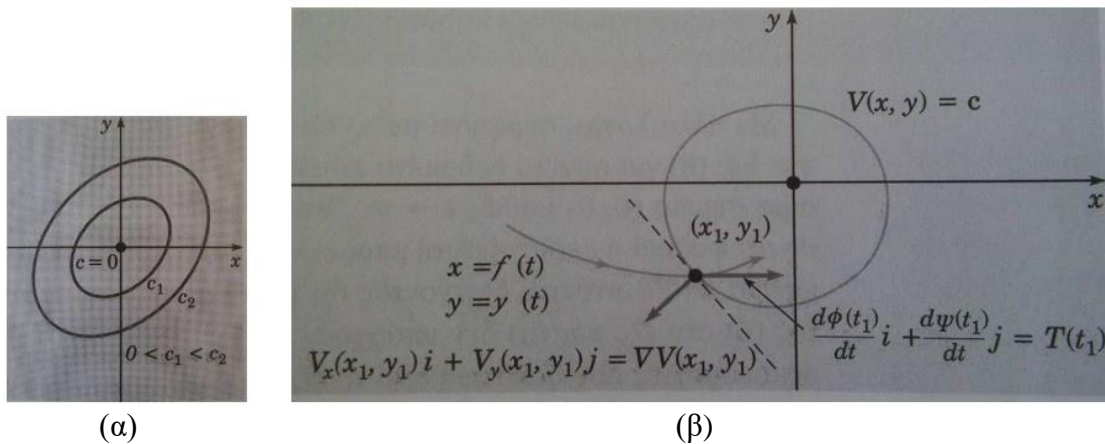 y
c=0
x
c₁
c₂
0 < c₁ < c₂
(α)
y
V(x, y) = c
x
(x₁, y₁)
x =f (t)
y =y (t)
dϕ(t₁)/dt i + dψ(t₁)/dt j = T(t₁)
Vₓ(x₁, y₁) i + Vᵧ(x₁, y₁) j = ∇V(x₁, y₁)
(β)